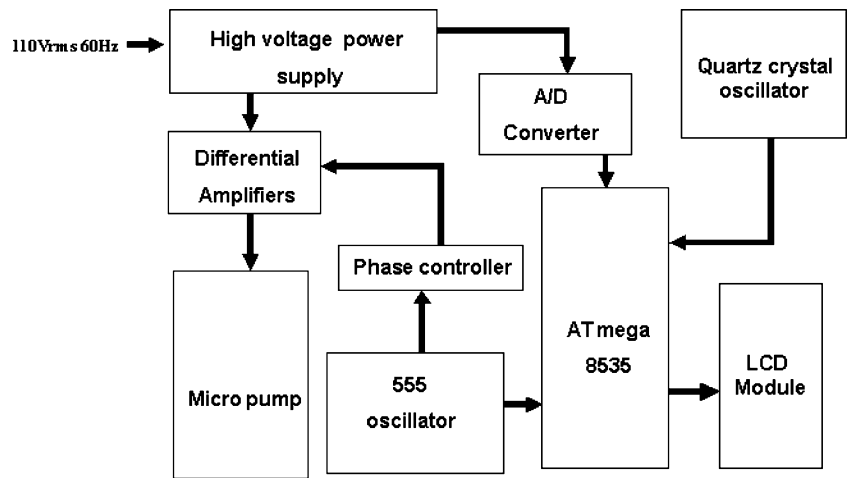 110Vrms 60Hz
High voltage power
supply
A/D
Converter
Quartz crystal
oscillator
Differential
Amplifiers
Phase controller
Micro pump
555
oscillator
ATmega
8535
LCD
Module